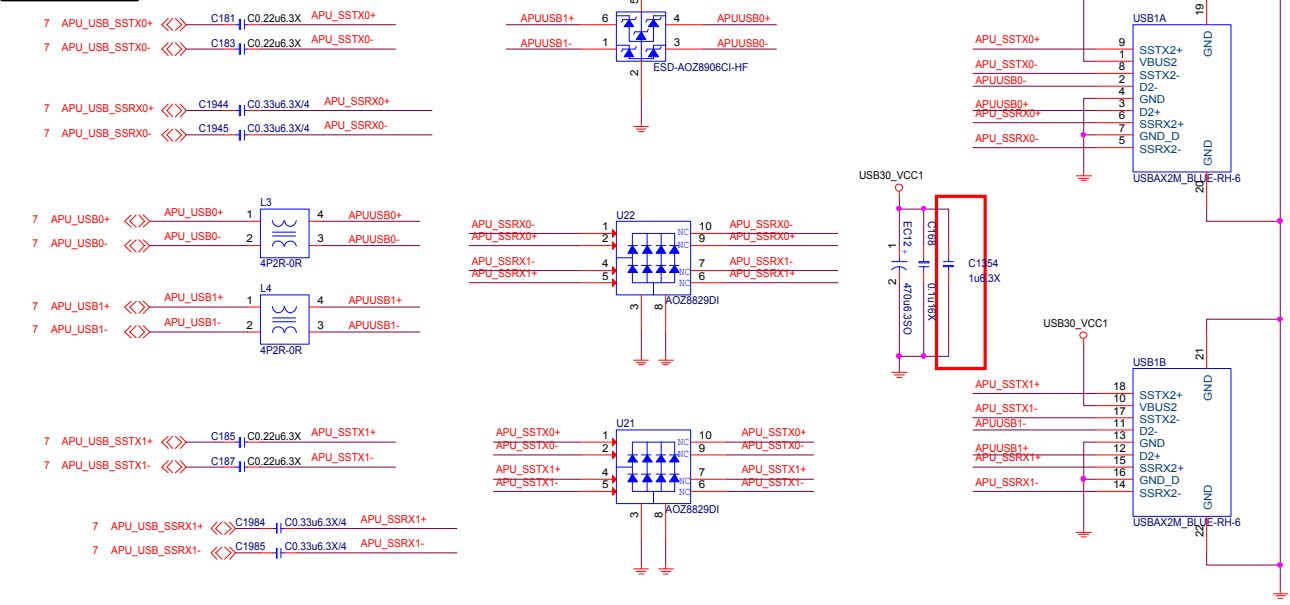 7 APU_USB_SSTX0+ C181 C0.22u6.3X APU_SSTX0+
7 APU_USB_SSTX0- C183 C0.22u6.3X APU_SSTX0-
7 APU_USB_SSRX0+ C1944 C0.33u6.3X/4 APU_SSRX0+
7 APU_USB_SSRX0- C1945 C0.33u6.3X/4 APU_SSRX0-
L3
7 APU_USB0+ APU_USB0+ 1 4 APUUSB0+
7 APU_USB0- APU_USB0- 2 3 APUUSB0-
4P2R-0R
L4
7 APU_USB1+ APU_USB1+ 1 4 APUUSB1+
7 APU_USB1- APU_USB1- 2 3 APUUSB1-
4P2R-0R
7 APU_USB_SSTX1+ C185 C0.22u6.3X APU_SSTX1+
7 APU_USB_SSTX1- C187 C0.22u6.3X APU_SSTX1-
7 APU_USB_SSRX1+ C1984 C0.33u6.3X/4 APU_SSRX1+
7 APU_USB_SSRX1- C1985 C0.33u6.3X/4 APU_SSRX1-
APUUSB1+ 6 4 APUUSB0+
APUUSB1- 1 3 APUUSB0-
ESD-AOZ8906CI-HF
2
U22
APU_SSRX0- 1 10 APU_SSRX0-
APU_SSRX0+ 2 NC 9 APU_SSRX0+
APU_SSRX1- 4 7 APU_SSRX1-
APU_SSRX1+ 5 NC 6 APU_SSRX1+
AOZ8829DI
3 8
U21
APU_SSTX0+ 1 NC 10 APU_SSTX0+
APU_SSTX0- 2 NC 9 APU_SSTX0-
APU_SSTX1+ 4 NC 7 APU_SSTX1+
APU_SSTX1- 5 NC 6 APU_SSTX1-
AOZ8829DI
3 8
USB30_VCC1
1 EC12 + C168
C1354
1u6.3X
2 470u6.3SO 0.1u16X
19
USB1A
GND
APU_SSTX0+ 9 SSTX2+
1 VBUS2
APU_SSTX0- 8 SSTX2-
APUUSB0- 2 D2-
4 GND
APUUSB0+ 3 D2+
APU_SSRX0+ 6 SSRX2+
7 GND_D
APU_SSRX0- 5 SSRX2-
GND
USBAX2M_BLUE-RH-6
20
USB30_VCC1
21
USB1B
GND
APU_SSTX1+ 18 SSTX2+
10 VBUS2
APU_SSTX1- 17 SSTX2-
APUUSB1- 11 D2-
13 GND
APUUSB1+ 12 D2+
APU_SSRX1+ 15 SSRX2+
16 GND_D
APU_SSRX1- 14 SSRX2-
GND
USBAX2M_BLUE-RH-6
22